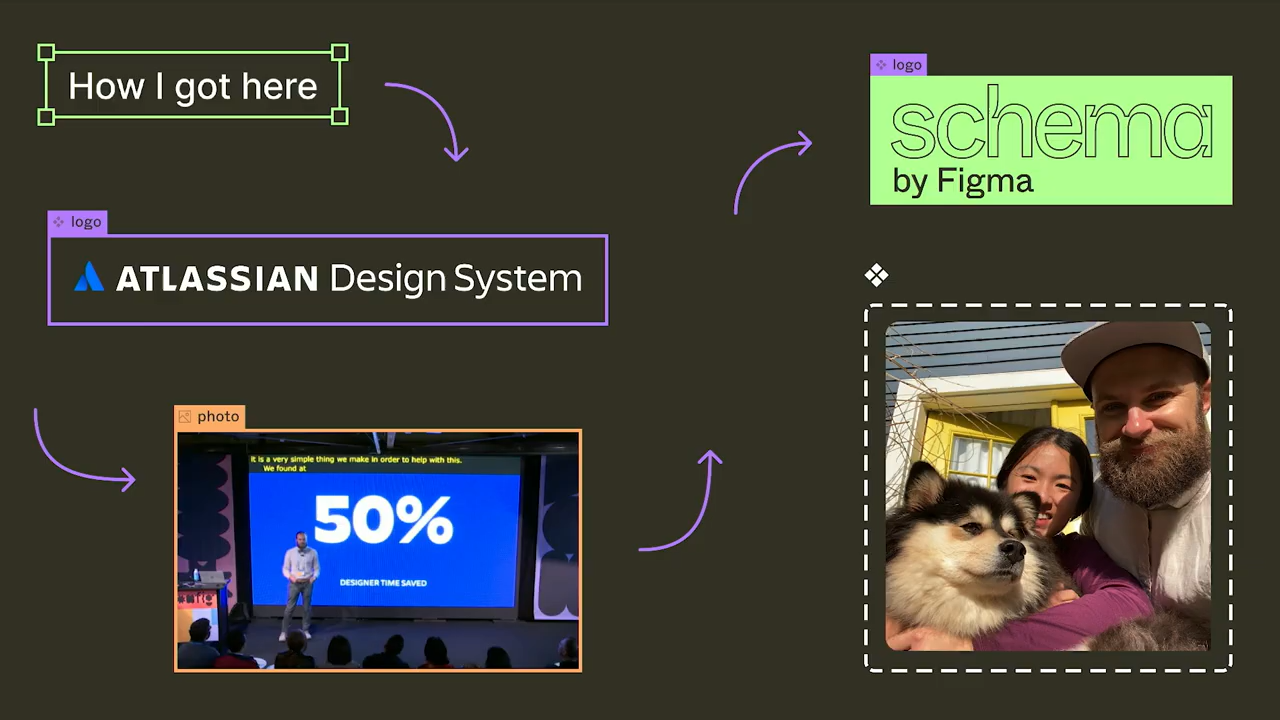 How I got here
logo
ATLASSIAN Design System
photo
It is a very simple thing we make in order to help with this.
We found at
50%
DESIGNER TIME SAVED
logo
schema
by Figma